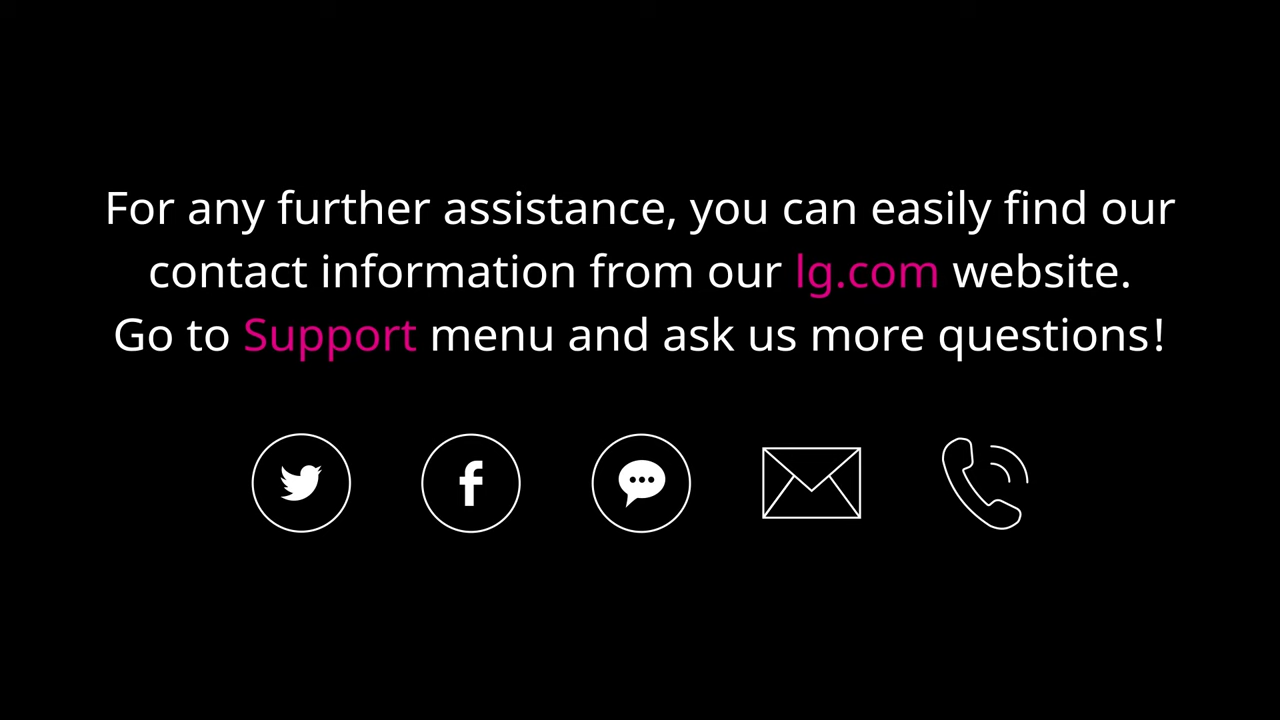 For any further assistance, you can easily find our
contact information from our lg.com website.
Go to Support menu and ask us more questions!